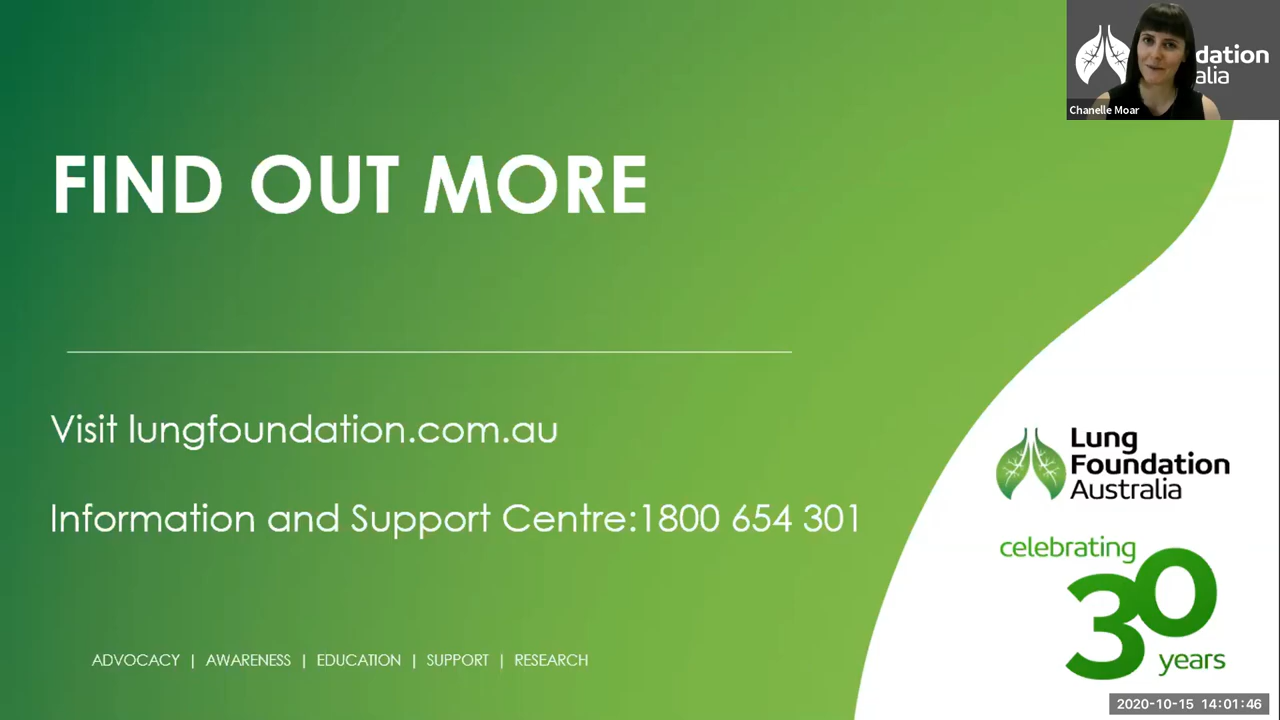 dation
alia
Chanelle Moar
FIND OUT MORE
Visit lungfoundation.com.au
Information and Support Centre:1800 654 301
Lung
Foundation
Australia
celebrating
30
years
ADVOCACY | AWARENESS | EDUCATION | SUPPORT | RESEARCH
2020-10-15 14:01:46